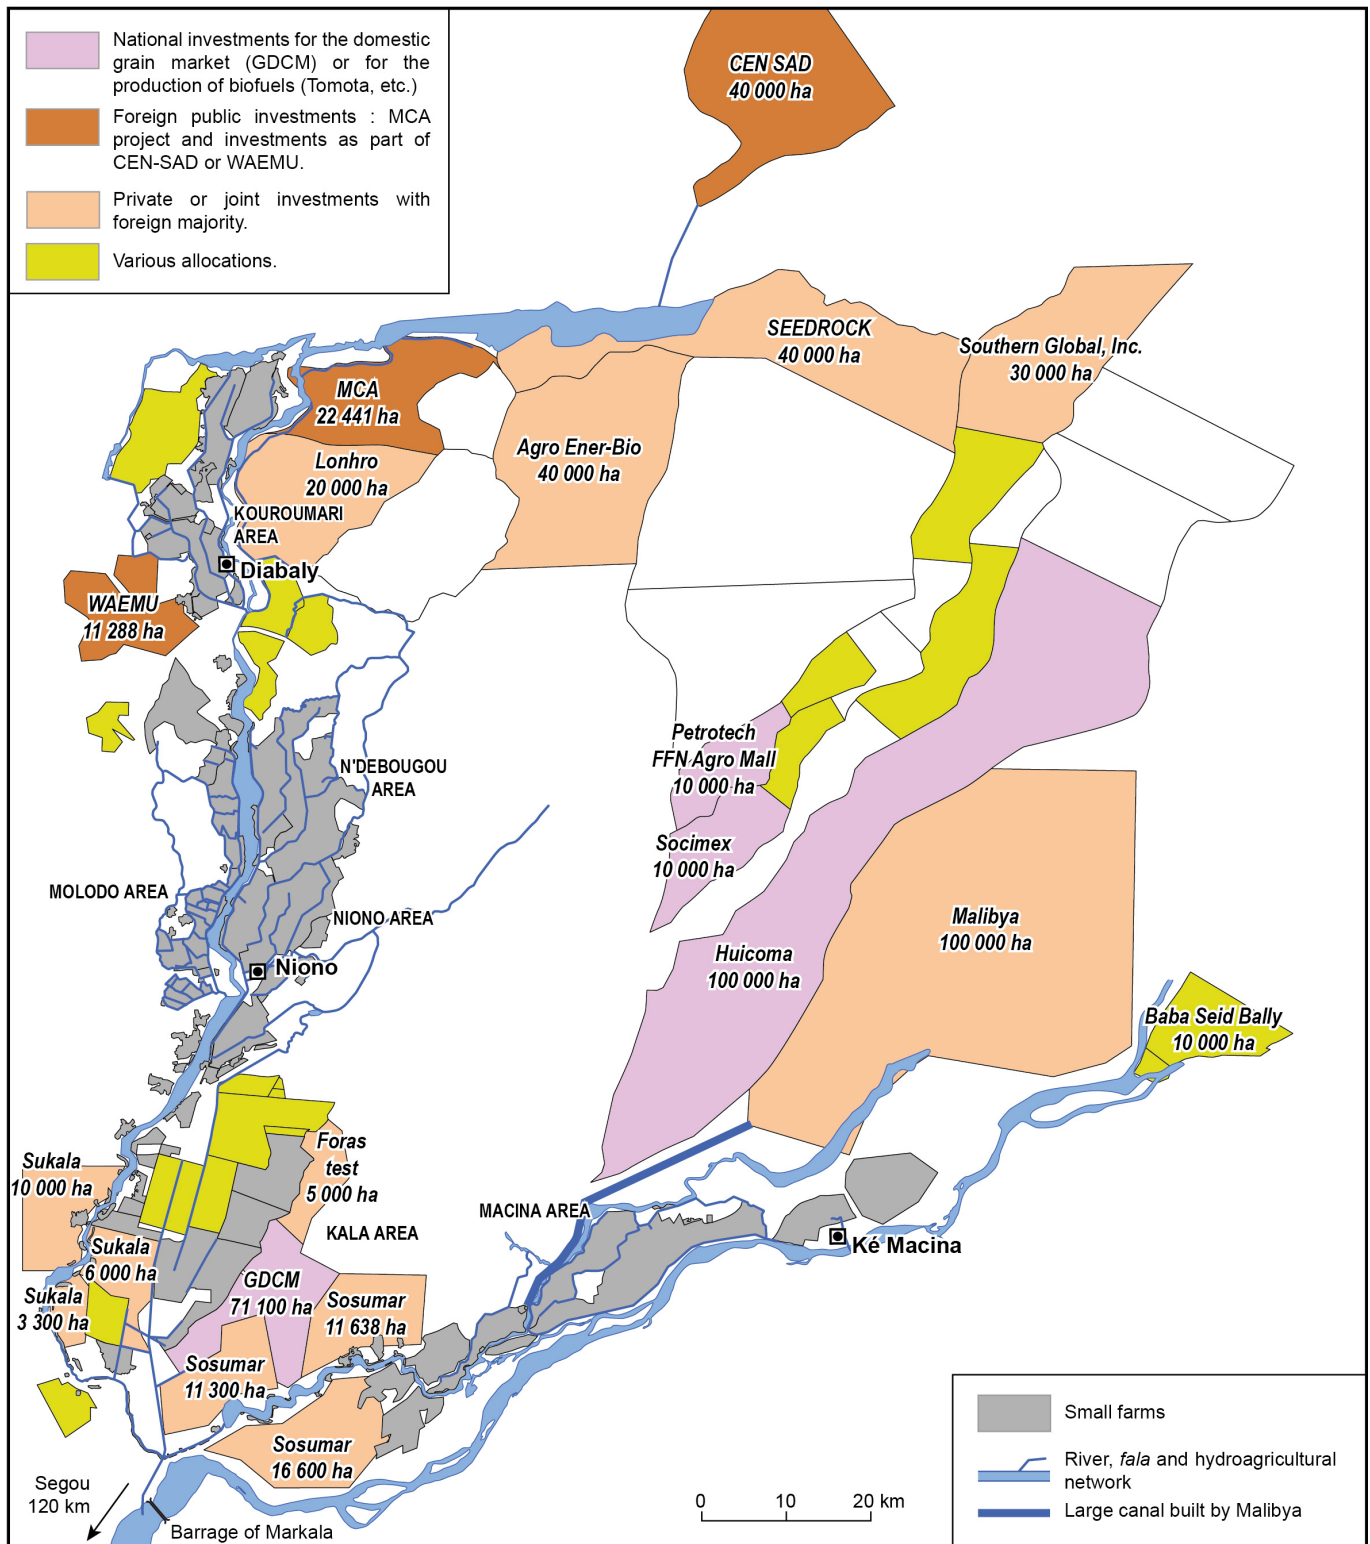 National investments for the domestic
grain market (GDCM) or for the
production of biofuels (Tomota, etc.)
Foreign public investments : MCA
project and investments as part of
CEN-SAD or WAEMU.
Private or joint investments with
foreign majority.
Various allocations.
CEN SAD
40 000 ha
SEEDROCK
40 000 ha
Southern Global, Inc.
30 000 ha
MCA
22 441 ha
Agro Ener-Bio
40 000 ha
Lonhro
20 000 ha
KOUROUMARI
AREA
Diabaly
WAEMU
11 288 ha
Petrotech
FFN Agro Mall
10 000 ha
N'DEBOUGOU
AREA
Socimex
10 000 ha
MOLODO AREA
NIONO AREA
Malibya
100 000 ha
Huicoma
100 000 ha
Niono
Baba Seid Bally
10 000 ha
Foras
test
5 000 ha
Sukala
10 000 ha
MACINA AREA
KALA AREA
Ké Macina
Sukala
6 000 ha
GDCM
71 100 ha
Sukala
3 300 ha
Sosumar
11 638 ha
Sosumar
11 300 ha
Sosumar
16 600 ha
Segou
120 km
Barrage of Markala
0 10 20 km
Small farms
River, fala and hydroagricultural
network
Large canal built by Malibya